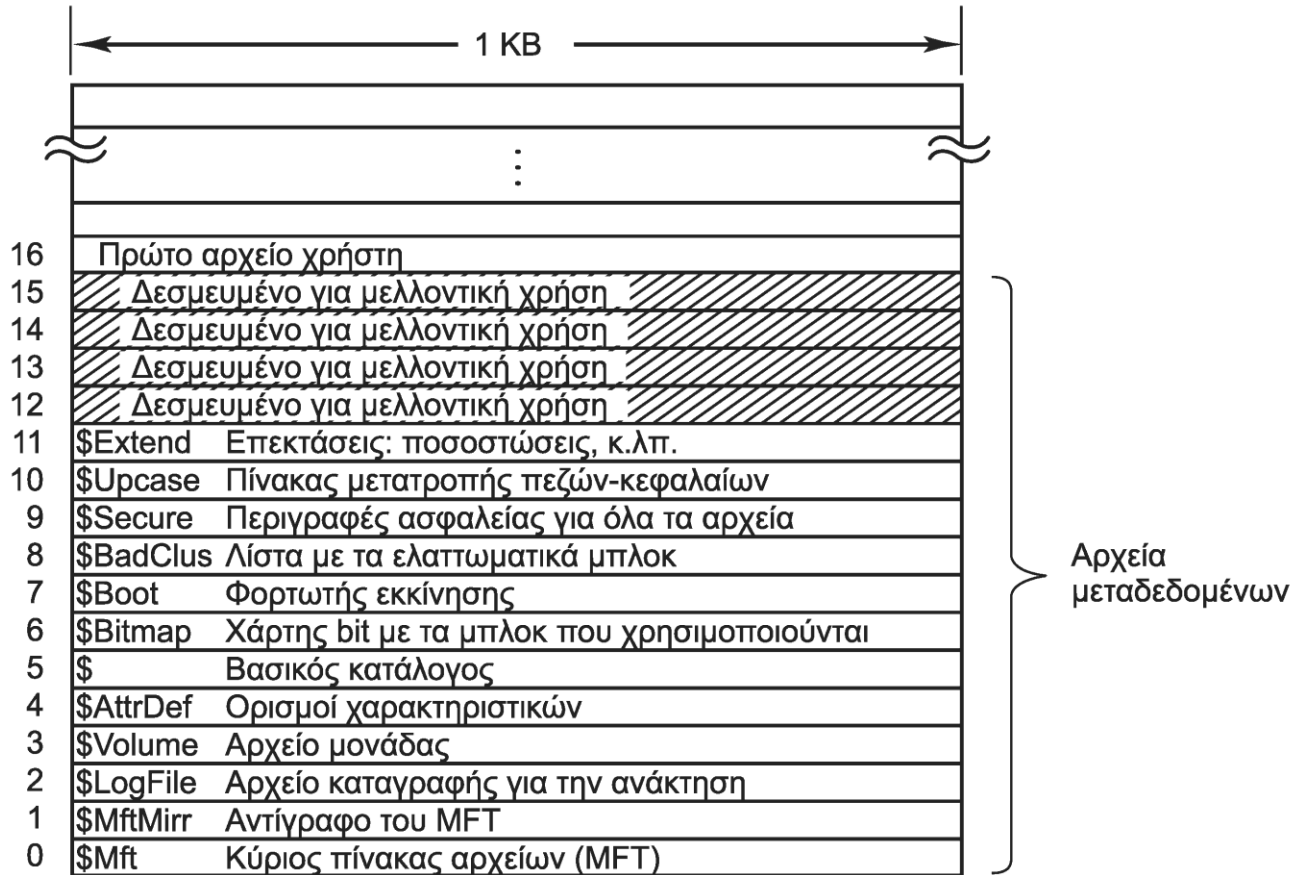 1 KB
16 Πρώτο αρχείο χρήστη
15 Δεσμευμένο για μελλοντική χρήση
14 Δεσμευμένο για μελλοντική χρήση
13 Δεσμευμένο για μελλοντική χρήση
12 Δεσμευμένο για μελλοντική χρήση
11 $Extend Επεκτάσεις: ποσοστώσεις, κ.λπ.
10 $Upcase Πίνακας μετατροπής πεζών-κεφαλαίων
9 $Secure Περιγραφές ασφαλείας για όλα τα αρχεία
8 $BadClus Λίστα με τα ελαττωματικά μπλοκ
7 $Boot Φορτωτής εκκίνησης
6 $Bitmap Χάρτης bit με τα μπλοκ που χρησιμοποιούνται
5 $ Βασικός κατάλογος
4 $AttrDef Ορισμοί χαρακτηριστικών
3 $Volume Αρχείο μονάδας
2 $LogFile Αρχείο καταγραφής για την ανάκτηση
1 $MftMirr Αντίγραφο του MFT
0 $Mft Κύριος πίνακας αρχείων (MFT)
Αρχεία
μεταδεδομένων